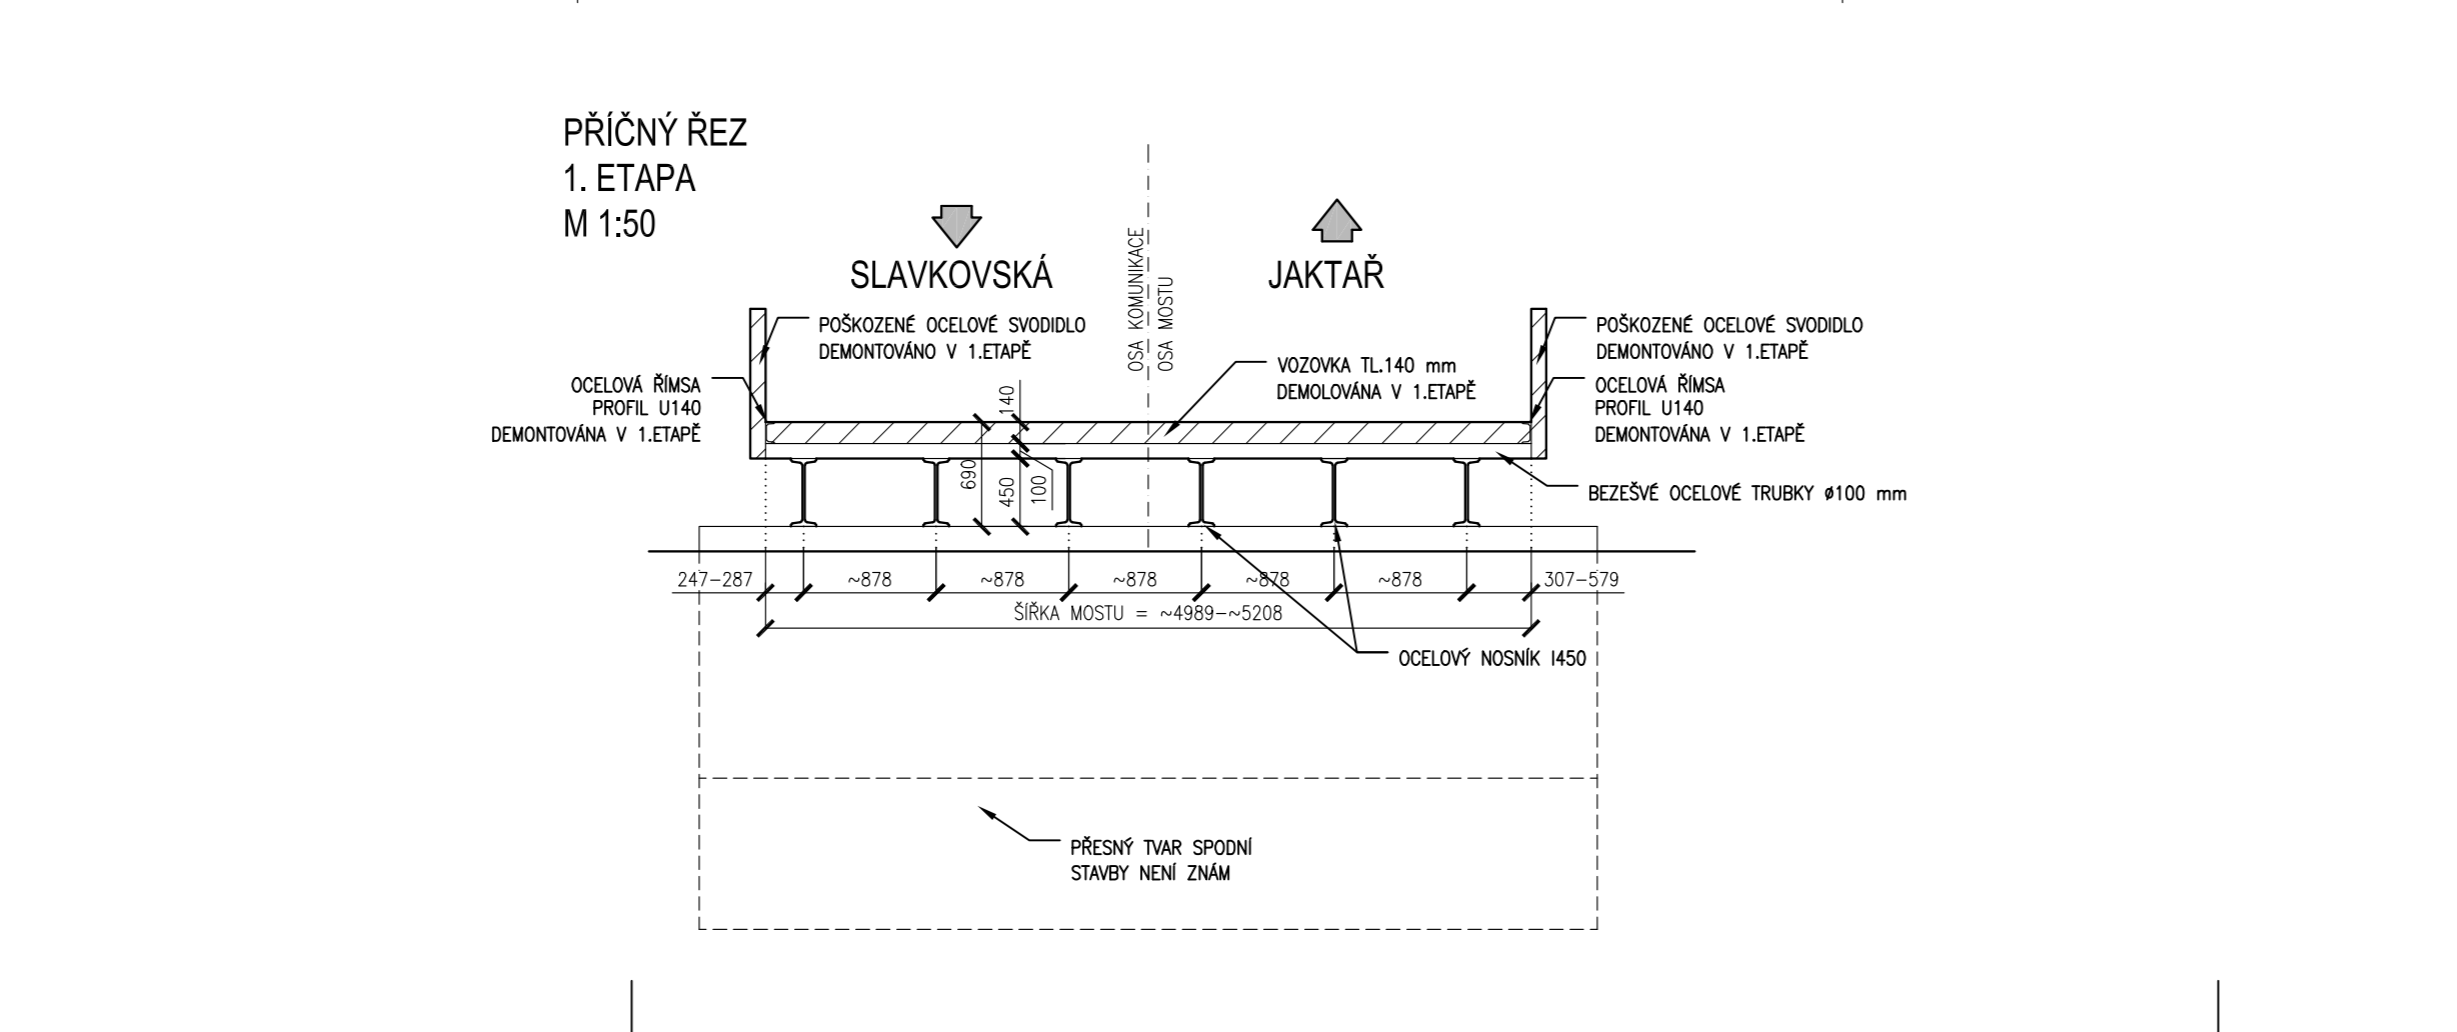 PŘÍČNÝ ŘEZ
1. ETAPA
M 1:50
SLAVKOVSKÁ
JAKTAŘ
OSA KOMUNIKACE
OSA MOSTU
POŠKOZENÉ OCELOVÉ SVODIDLO
DEMONTOVÁNO V 1.ETAPĚ
OCELOVÁ ŘÍMSA
PROFIL U140
DEMONTOVÁNA V 1.ETAPĚ
VOZOVKA TL.140 mm
DEMOLOVÁNA V 1.ETAPĚ
POŠKOZENÉ OCELOVÉ SVODIDLO
DEMONTOVÁNO V 1.ETAPĚ
OCELOVÁ ŘÍMSA
PROFIL U140
DEMONTOVÁNA V 1.ETAPĚ
140
690
450
100
BEZEŠVÉ OCELOVÉ TRUBKY ø100 mm
247-287
~878
~878
~878
~878
~878
307-579
ŠÍŘKA MOSTU = ~4989-~5208
OCELOVÝ NOSNÍK I450
PŘESNÝ TVAR SPODNÍ
STAVBY NENÍ ZNÁM